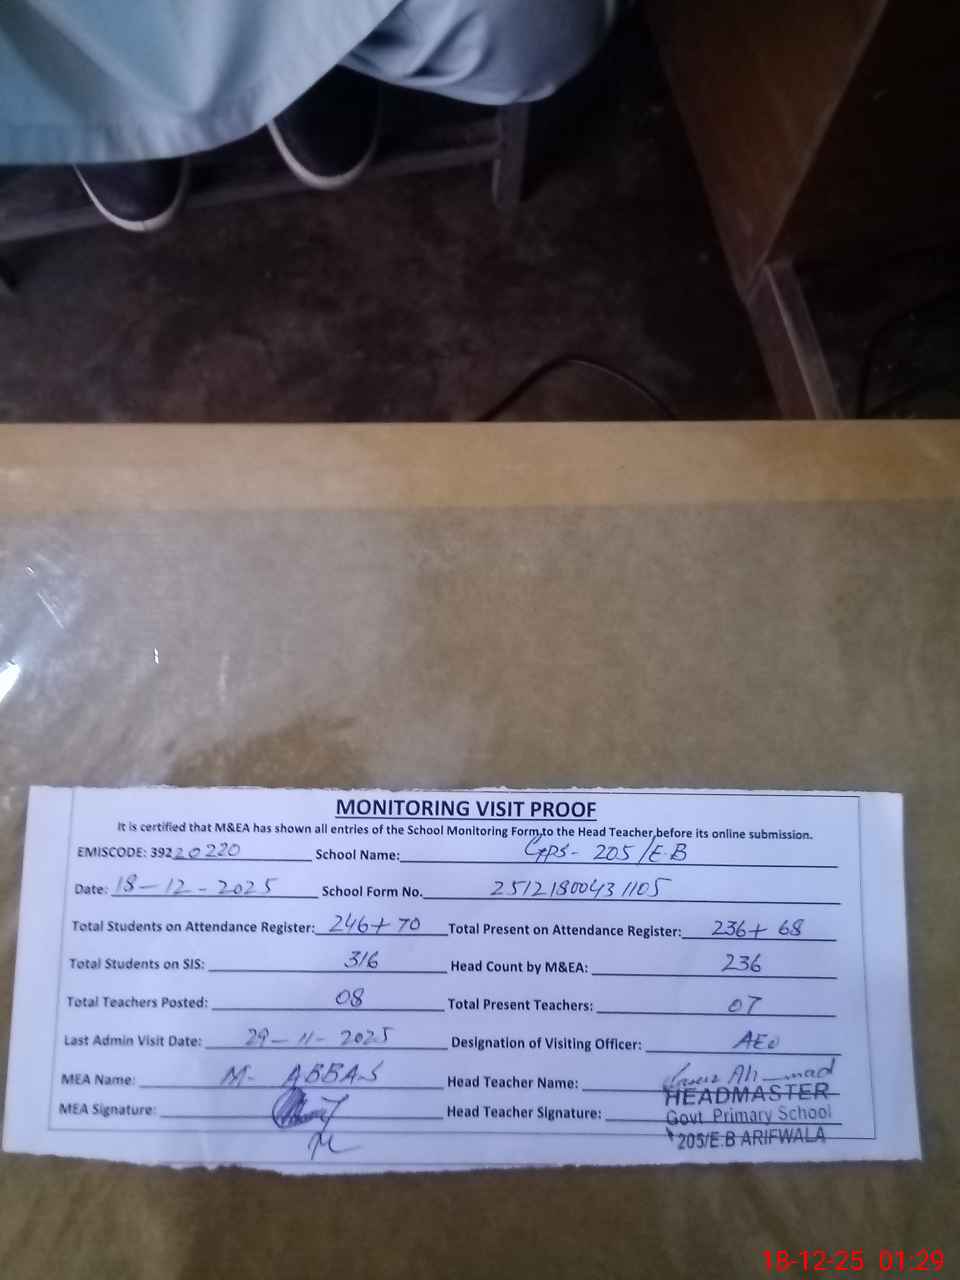 MONITORING VISIT PROOF
It is certified that M&EA has shown all entries of the School Monitoring Form,to the Head Teacher,before its online submission.
EMISCODE: 39220220 School Name: GPS- 205/E-B
Date: 18-12-2025 School Form No. 2512180043 1105
Total Students on Attendance Register: 246+70 Total Present on Attendance Register: 236+ 68
Total Students on SIS: 316 Head Count by M&EA: 236
Total Teachers Posted: 08 Total Present Teachers: 07
Last Admin Visit Date: 29-11-2025 Designation of Visiting Officer: AEO
MEA Name: M- ABBAS Head Teacher Name:
HEADMASTER
MEA Signature: Head Teacher Signature: Govt Primary School
205/E.B ARIFWALA
18-12-25 01:29